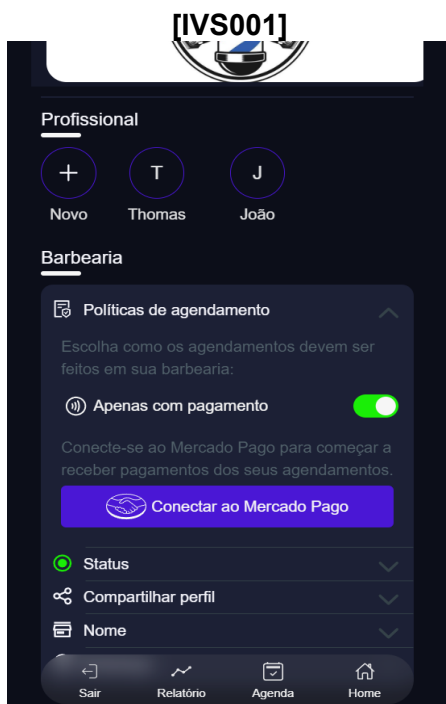 [IVS001]
Profissional
T
J
Novo
Thomas
João
Barbearia
Políticas de agendamento
Escolha como os agendamentos devem ser
feitos em sua barbearia:
Apenas com pagamento
Conecte-se ao Mercado Pago para começar a
receber pagamentos dos seus agendamentos.
Conectar ao Mercado Pago
Status
Compartilhar perfil
Nome
Sair
Relatório
Agenda
Home